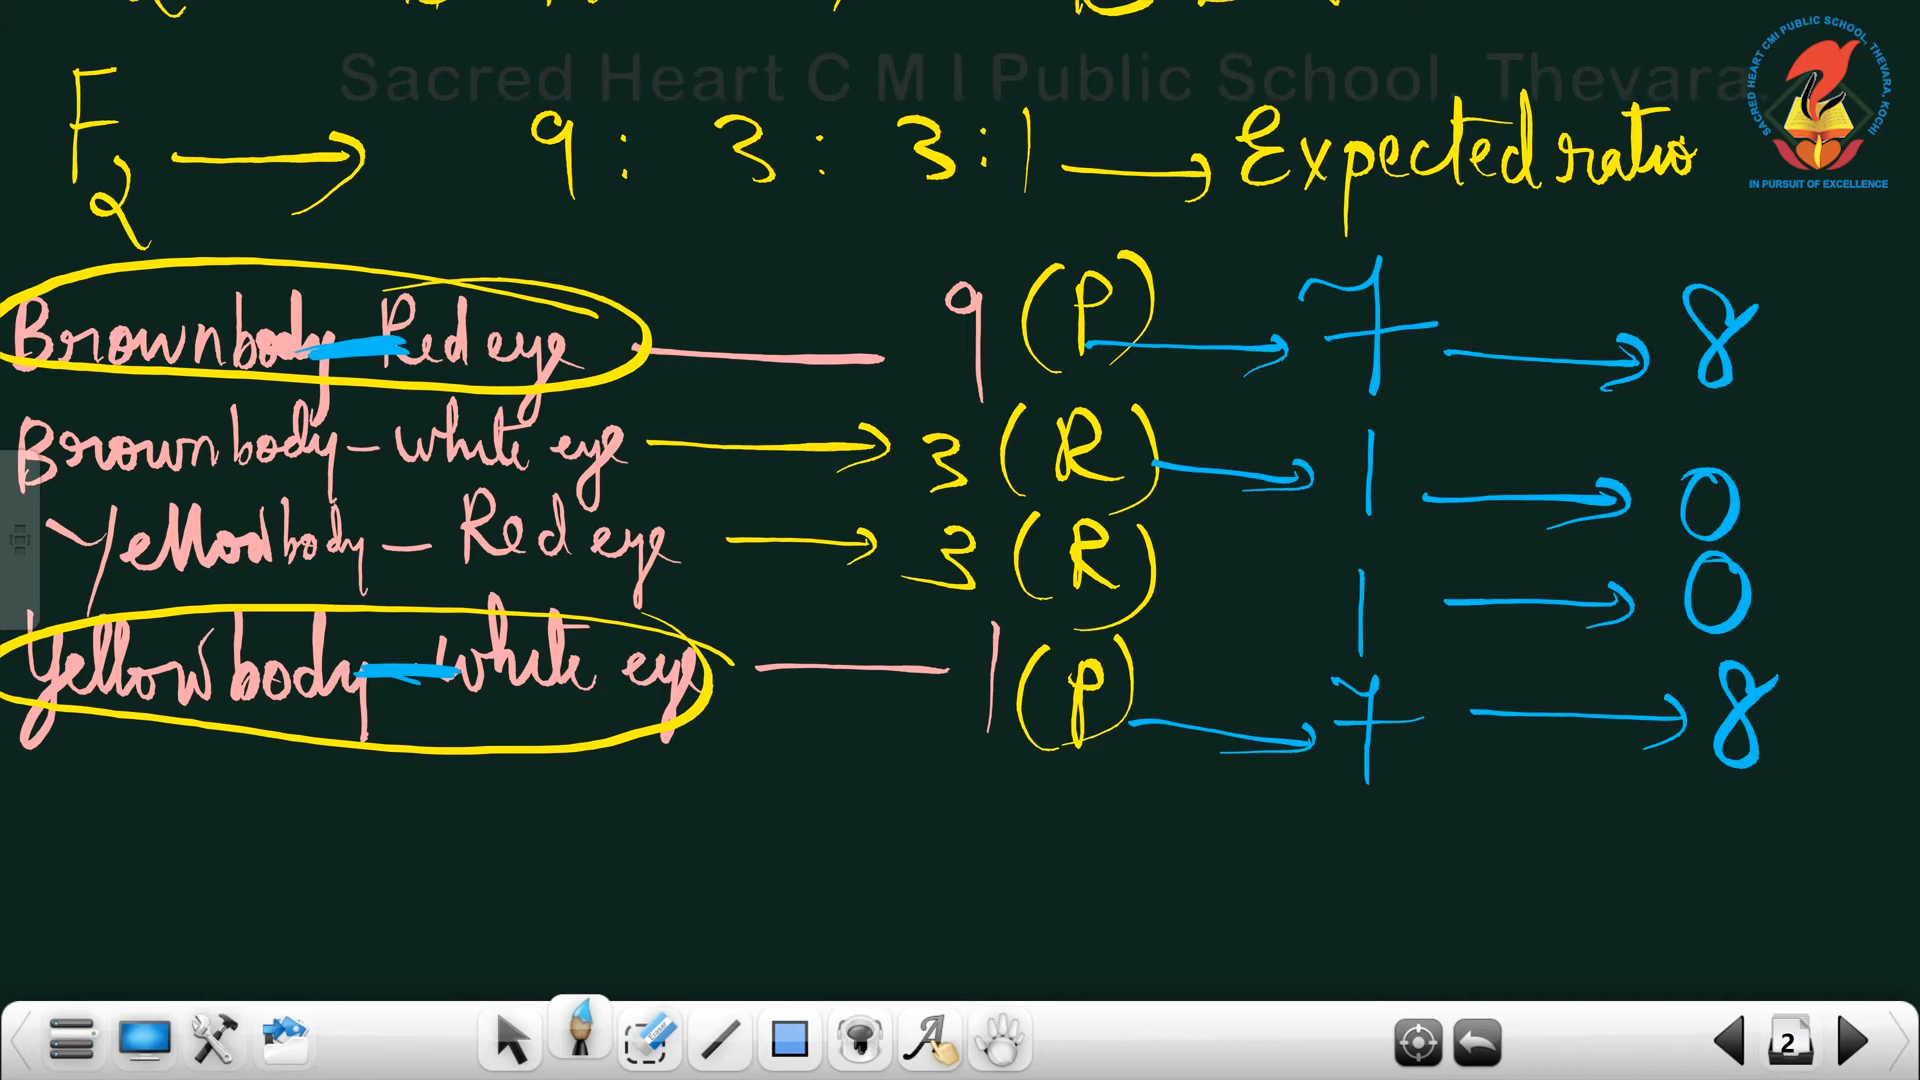 Sacred Heart C M I Public School, Thevara.
SACRED HEART CMI PUBLIC SCHOOL, THEVARA, KOCHI
IN PURSUIT OF EXCELLENCE
F2 → 9 : 3 : 3 : 1 → Expected ratio
Brown body - Red eye — 9 (P) → 7 → 8
Brown body - white eye → 3 (R) → 1 → 0
Yellow body - Red eye → 3 (R) 1 → 0
Yellow body - white eye — 1 (P) → 7 → 8
Eraser
A
2